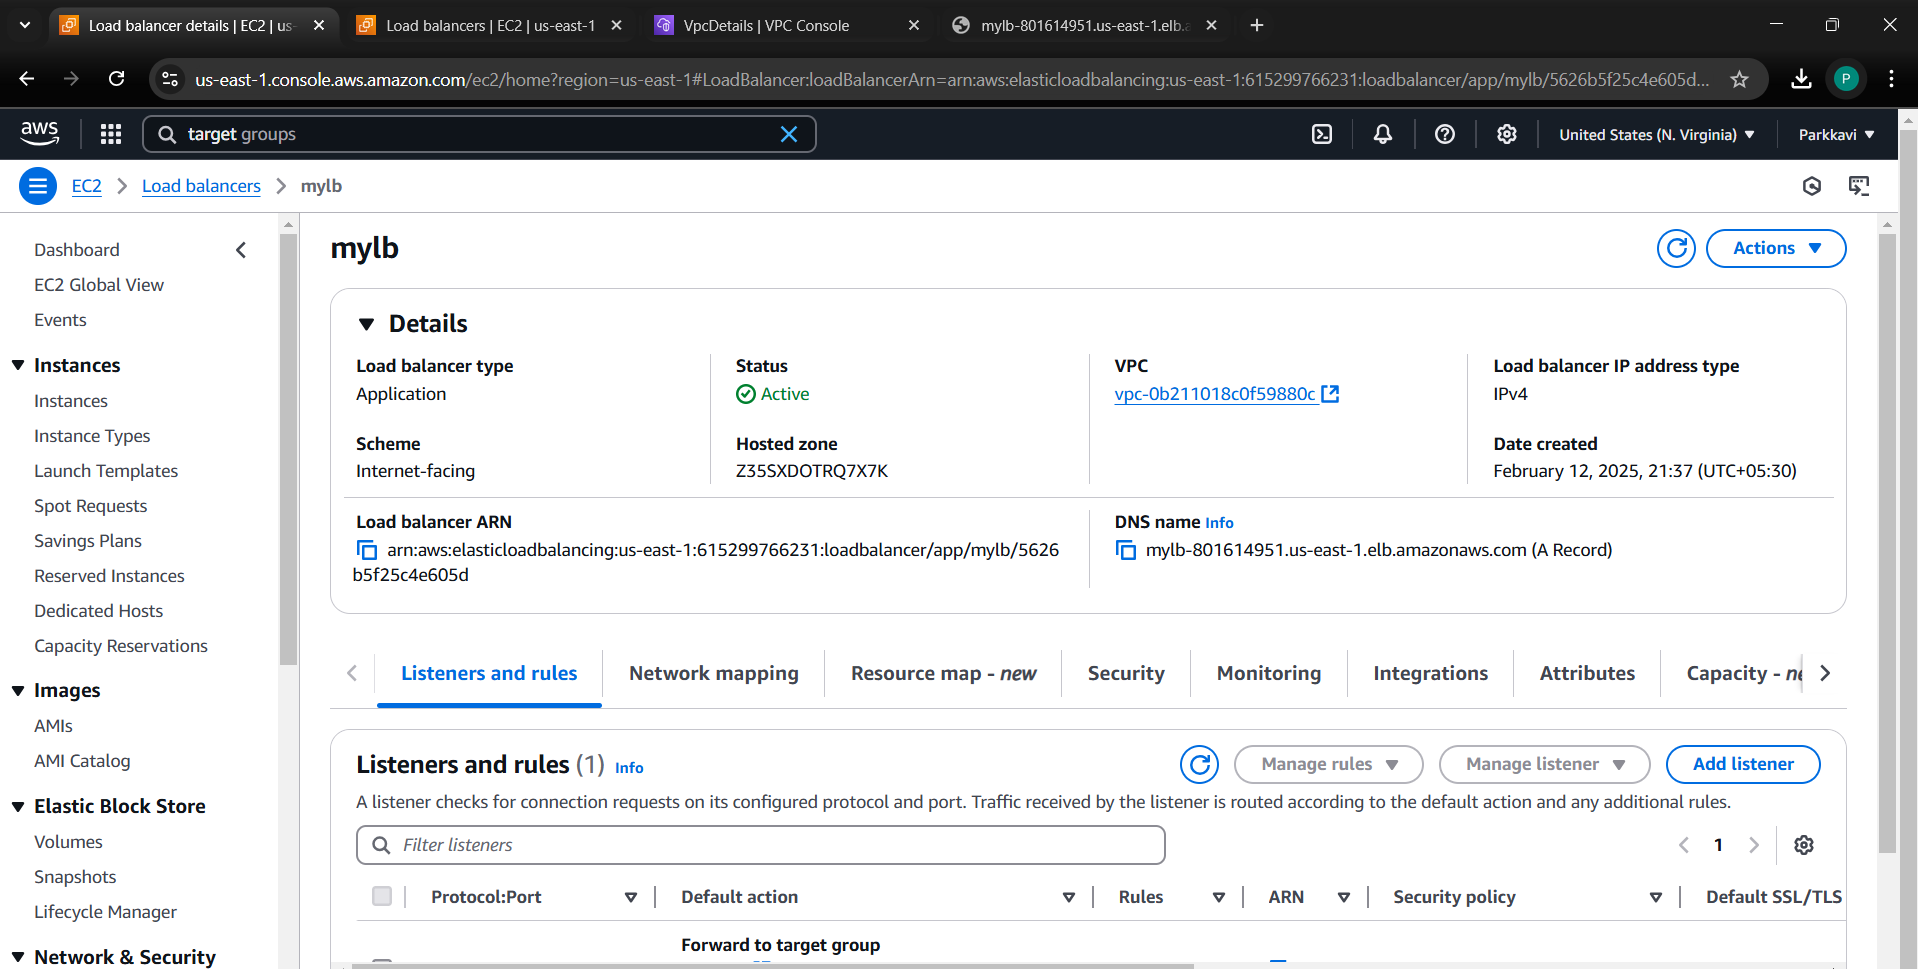 Load balancer details | EC2 | us-
Load balancers | EC2 | us-east-1
VpcDetails | VPC Console
mylb-801614951.us-east-1.elb.a
us-east-1.console.aws.amazon.com/ec2/home?region=us-east-1#LoadBalancer:loadBalancerArn=arn:aws:elasticloadbalancing:us-east-1:615299766231:loadbalancer/app/mylb/5626b5f25c4e605d...
P
aws
target groups
United States (N. Virginia)
Parkkavi
EC2
Load balancers
mylb
Dashboard
EC2 Global View
Events
Instances
Instances
Instance Types
Launch Templates
Spot Requests
Savings Plans
Reserved Instances
Dedicated Hosts
Capacity Reservations
Images
AMIs
AMI Catalog
Elastic Block Store
Volumes
Snapshots
Lifecycle Manager
Network & Security
mylb
Actions
Details
Load balancer type
Application
Status
Active
VPC
vpc-0b211018c0f59880c
Load balancer IP address type
IPv4
Scheme
Internet-facing
Hosted zone
Z35SXDOTRQ7X7K
Date created
February 12, 2025, 21:37 (UTC+05:30)
Load balancer ARN
arn:aws:elasticloadbalancing:us-east-1:615299766231:loadbalancer/app/mylb/5626
b5f25c4e605d
DNS name Info
mylb-801614951.us-east-1.elb.amazonaws.com (A Record)
Listeners and rules
Network mapping
Resource map - new
Security
Monitoring
Integrations
Attributes
Capacity - ne
Listeners and rules (1) Info
Manage rules
Manage listener
Add listener
A listener checks for connection requests on its configured protocol and port. Traffic received by the listener is routed according to the default action and any additional rules.
Filter listeners
1
Protocol:Port
Default action
Rules
ARN
Security policy
Default SSL/TLS
Forward to target group